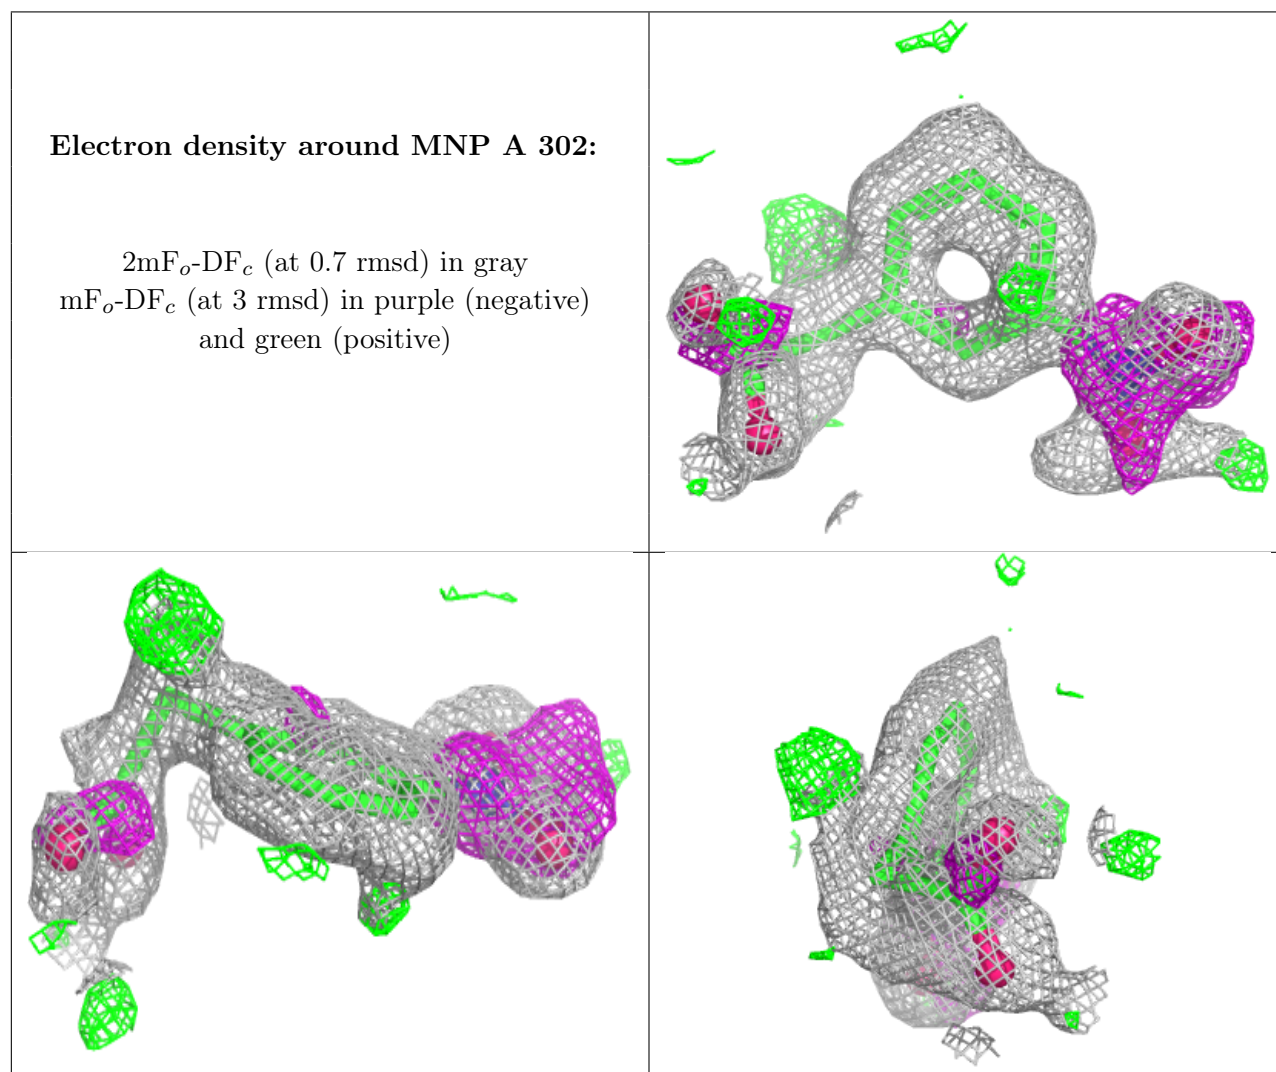 Electron density around MNP A 302:
2mFo-DFc (at 0.7 rmsd) in gray
mFo-DFc (at 3 rmsd) in purple (negative)
and green (positive)